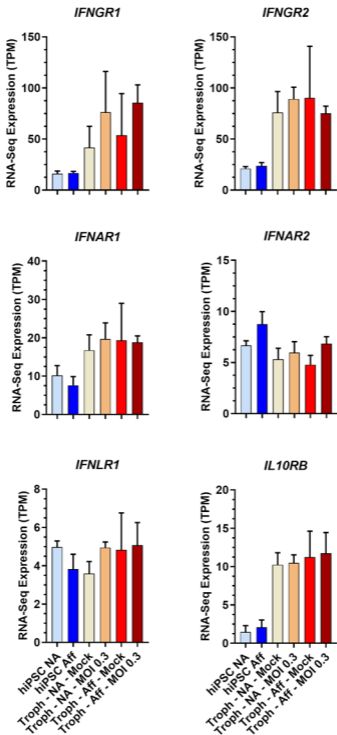 IFNGR1
RNA-Seq Expression (TPM)
150
100
50
0
IFNGR2
RNA-Seq Expression (TPM)
150
100
50
0
IFNAR1
RNA-Seq Expression (TPM)
40
30
20
10
0
IFNAR2
RNA-Seq Expression (TPM)
15
10
5
0
IFNLR1
RNA-Seq Expression (TPM)
8
6
4
2
0
hiPSC NA
hiPSC Aff
Troph - NA - Mock
Troph - NA - MOI 0.3
Troph - Aff - Mock
Troph - Aff - MOI 0.3
IL10RB
RNA-Seq Expression (TPM)
20
15
10
5
0
hiPSC NA
hiPSC Aff
Troph - NA - Mock
Troph - NA - MOI 0.3
Troph - Aff - Mock
Troph - Aff - MOI 0.3